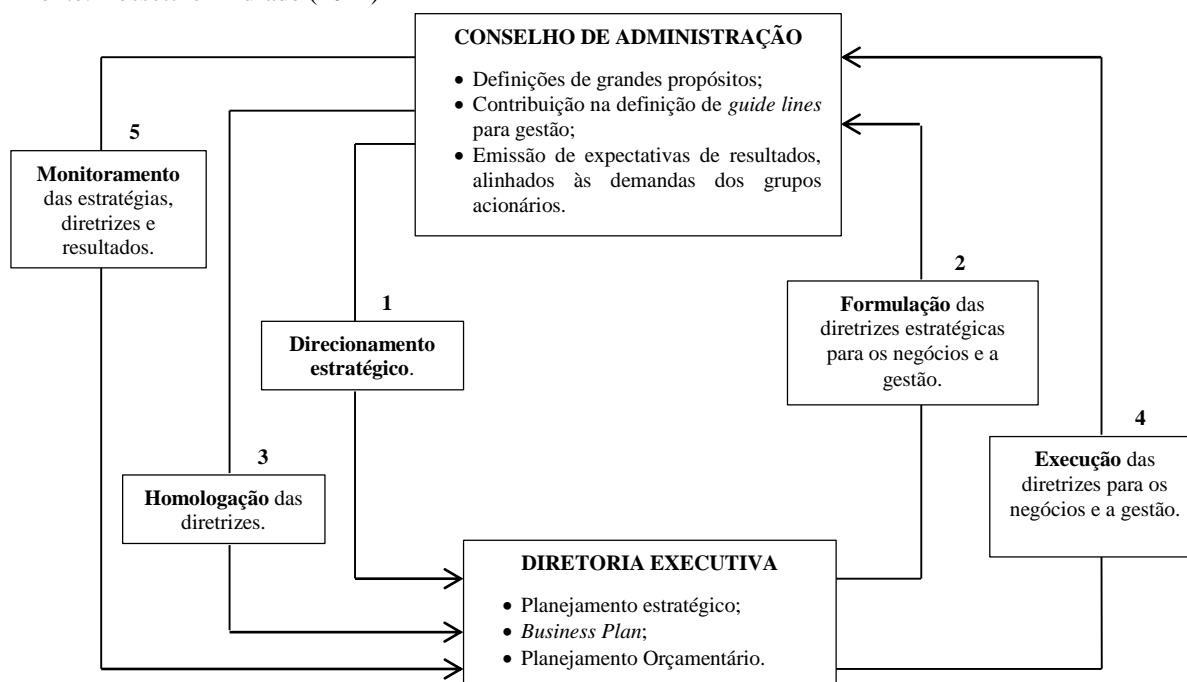 CONSELHO DE ADMINISTRAÇÃO
• Definições de grandes propósitos;
• Contribuição na definição de guide lines
para gestão;
• Emissão de expectativas de resultados,
alinhados às demandas dos grupos
acionários.
5
Monitoramento
das estratégias,
diretrizes e
resultados.
1
Direcionamento
estratégico.
2
Formulação das
diretrizes estratégicas
para os negócios e a
gestão.
3
Homologação das
diretrizes.
4
Execução das
diretrizes para os
negócios e a gestão.
DIRETORIA EXECUTIVA
• Planejamento estratégico;
• Business Plan;
• Planejamento Orçamentário.